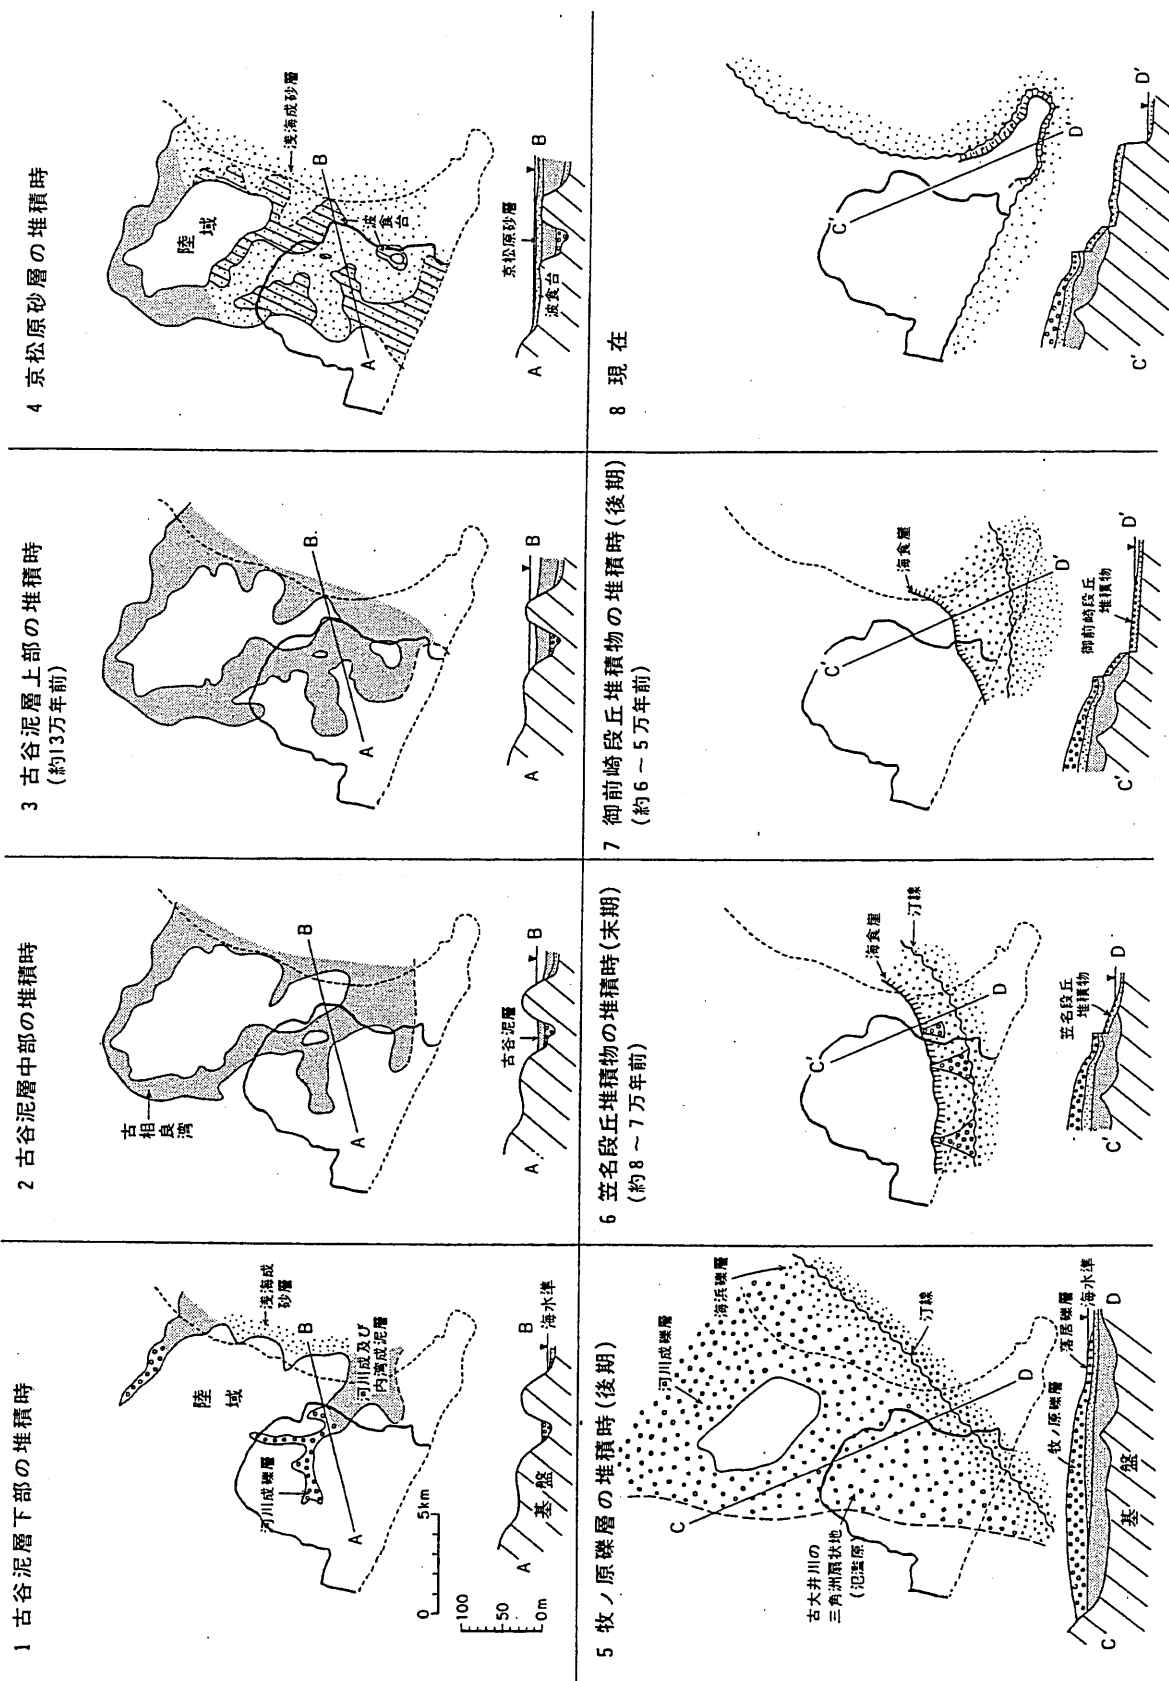 1 古谷泥層下部の堆積時
陸域
浅海成
砂層
河川成礫層
河川成及び
内湾成泥層
A
B
0
5km
100
50
0m
A
B
海水準
基盤
2 古谷泥層中部の堆積時
古相良湾
A
B
古谷泥層
A
B
3 古谷泥層上部の堆積時
(約13万年前)
A
B
A
B
4 京松原砂層の堆積時
陸域
浅海成砂層
波食台
A
B
京松原砂層
波食台
A
B
5 牧ノ原礫層の堆積時(後期)
河川成礫層
海浜礫層
汀線
古大井川の
三角洲扇状地
(氾濫原)
C
D
牧ノ原礫層
落居礫層
海水準
基盤
C
D
6 笠名段丘堆積物の堆積時(末期)
(約8~7万年前)
海食崖
汀線
C'
D
笠名段丘
堆積物
C'
D
7 御前崎段丘堆積物の堆積時(後期)
(約6~5万年前)
海食崖
C'
D'
御前崎段丘
堆積物
C'
D'
8 現在
C'
D'
C'
D'